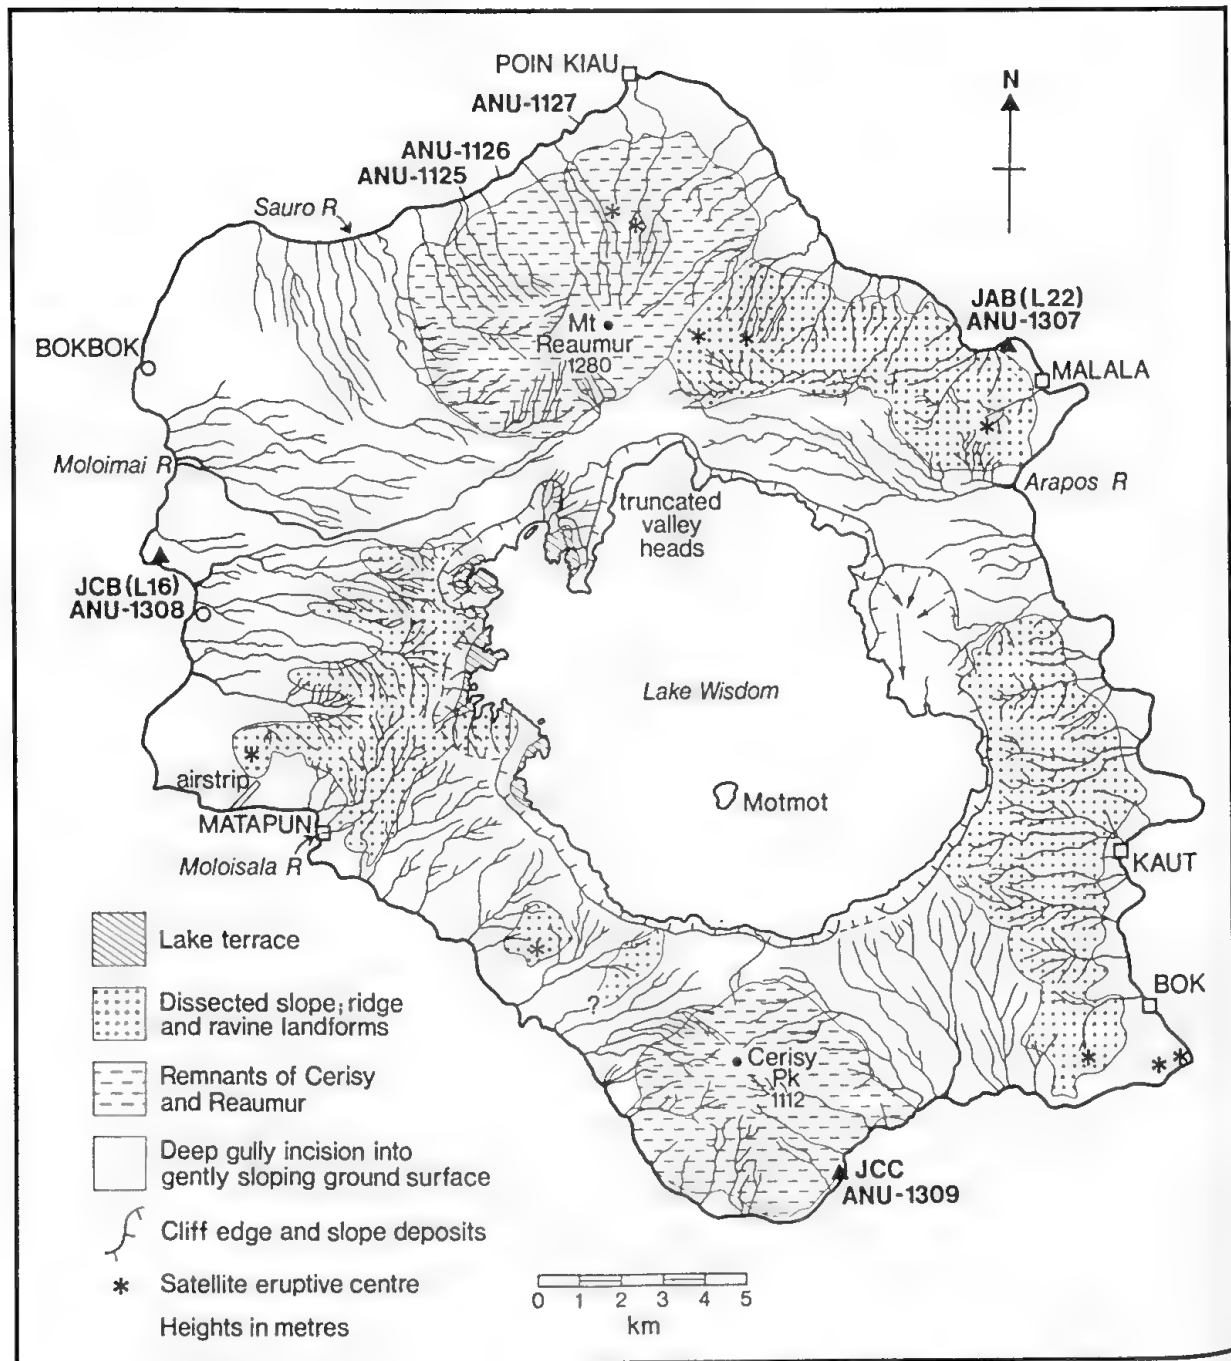 POIN KIAU
N
ANU-1127
ANU-1126
ANU-1125
Sauro R
JAB (L22)
ANU-1307
Mt
Reaumur
1280
BOKBOK
MALALA
Moloimai R
Arapos R
truncated
valley
heads
JCB (L16)
ANU-1308
Lake Wisdom
airstrip
Motmot
MATAPUN
Moloisala R
KAUT
BOK
?
Cerisy
Pk
1112
JCC
ANU-1309
Lake terrace
Dissected slope; ridge
and ravine landforms
Remnants of Cerisy
and Reaumur
Deep gully incision into
gently sloping ground surface
Cliff edge and slope deposits
Satellite eruptive centre
Heights in metres
0 1 2 4 5
km